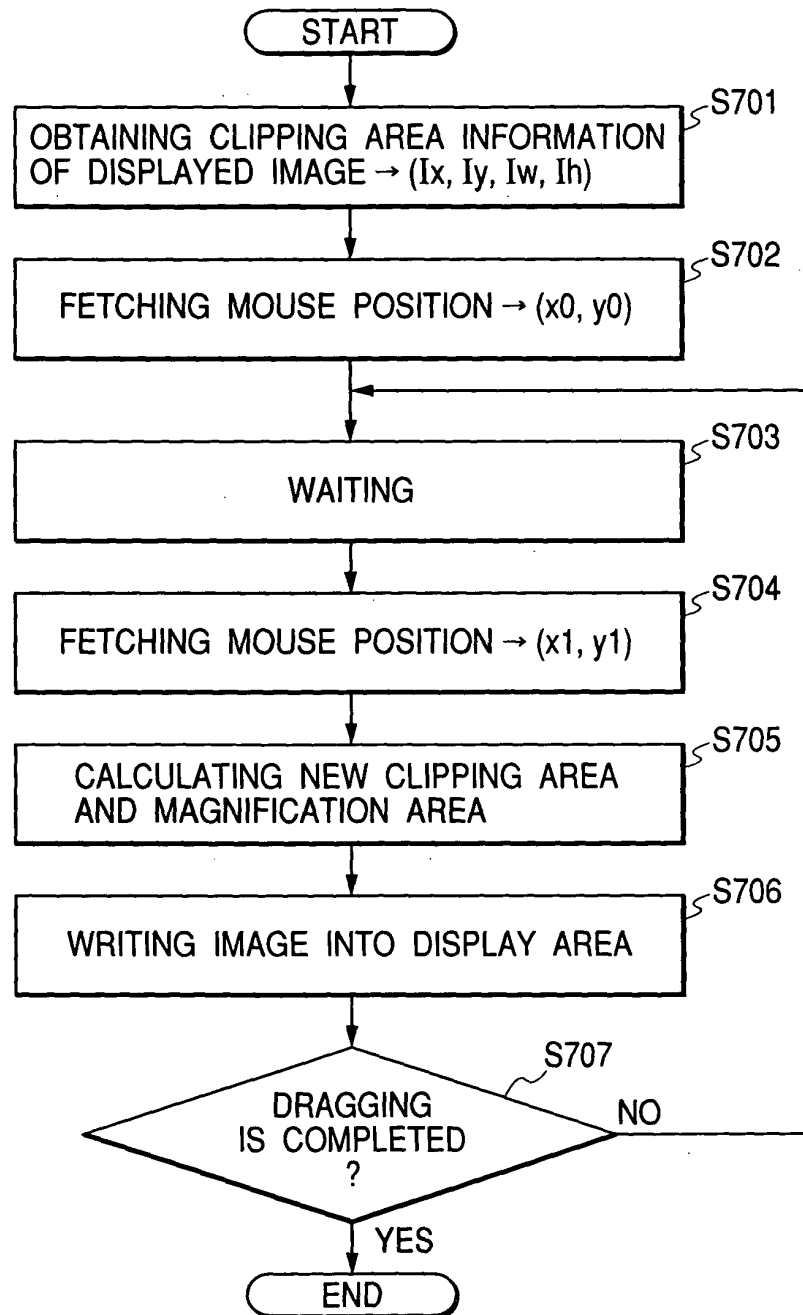 START
S701
OBTAINING CLIPPING AREA INFORMATION
OF DISPLAYED IMAGE → (Ix, Iy, Iw, Ih)
S702
FETCHING MOUSE POSITION → (x0, y0)
S703
WAITING
S704
FETCHING MOUSE POSITION → (x1, y1)
S705
CALCULATING NEW CLIPPING AREA
AND MAGNIFICATION AREA
S706
WRITING IMAGE INTO DISPLAY AREA
S707
DRAGGING
IS COMPLETED
?
NO
YES
END